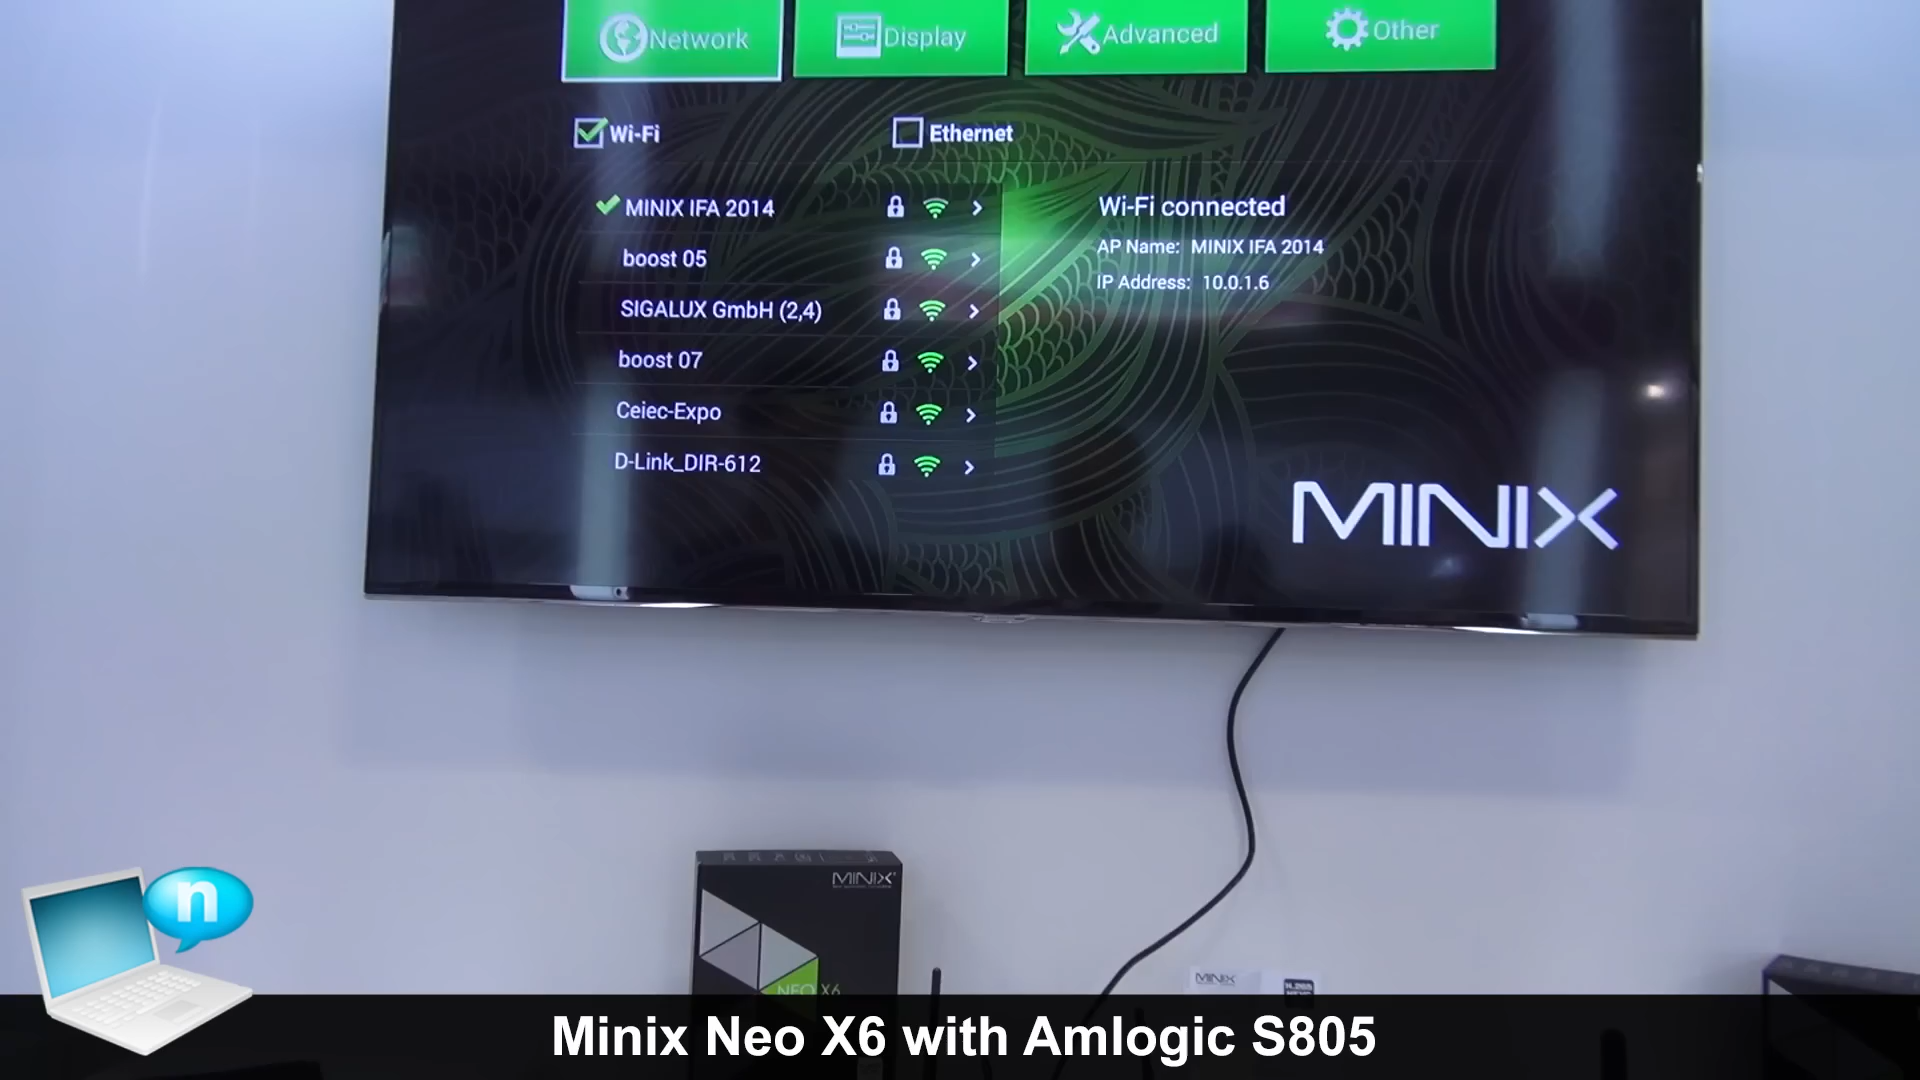 Network
Display
Advanced
Other
Wi-Fi
Ethernet
MINIX IFA 2014
boost 05
SIGALUX GmbH (2,4)
boost 07
Ceiec-Expo
D-Link_DIR-612
Wi-Fi connected
AP Name: MINIX IFA 2014
IP Address: 10.0.1.6
MINIX
MINIX
NEO X6
MINIX
H.265
n
Minix Neo X6 with Amlogic S805